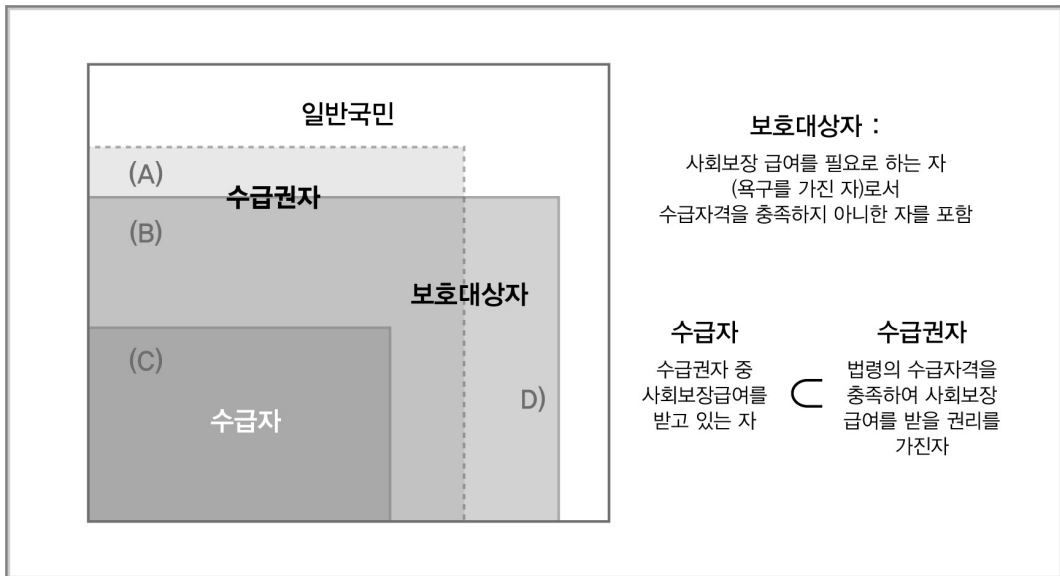 일반국민
(A)
수급권자
(B)
보호대상자
(C)
수급자
D)
보호대상자 :
사회보장 급여를 필요로 하는 자
(욕구를 가진 자)로서
수급자격을 충족하지 아니한 자를 포함
수급자
수급권자 중
사회보장급여를
받고 있는 자
⊂
수급권자
법령의 수급자격을
충족하여 사회보장
급여를 받을 권리를
가진자